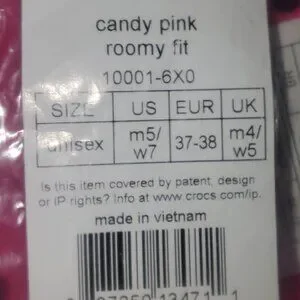 candy pink
roomy fit
10001-6X0
SIZE US EUR UK
unisex m5/ 37-38 m4/
w7 w5
Is this item covered by patent, design
or IP rights? Info at www.crocs.com/ip.
made in vietnam